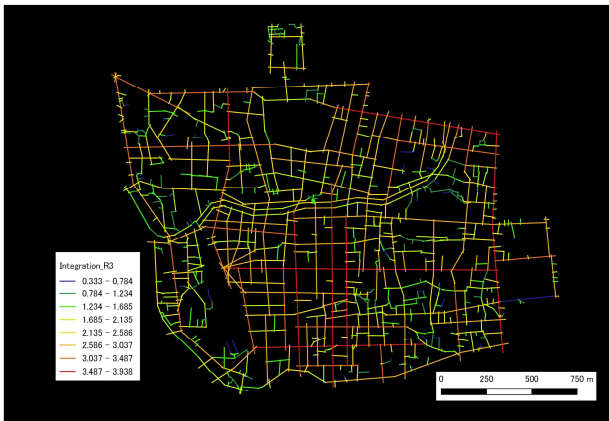 Integration_R3
0.333 - 0.784
0.784 - 1.234
1.234 - 1.685
1.685 - 2.135
2.135 - 2.586
2.586 - 3.037
3.037 - 3.487
3.487 - 3.938
0 250 500 750 m